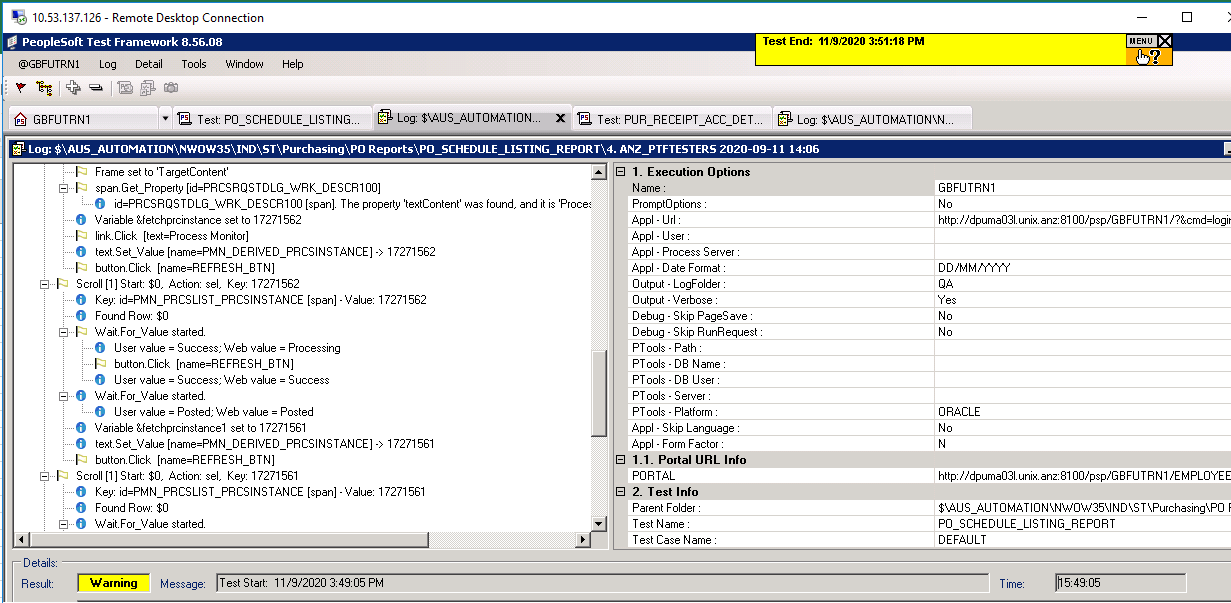 10.53.137.126 - Remote Desktop Connection
PeopleSoft Test Framework 8.56.08
Test End: 11/9/2020 3:51:18 PM
MENU
?
@GBFUTRN1 Log Detail Tools Window Help
GBFUTRN1
Test: PO_SCHEDULE_LISTING...
Log: $\AUS_AUTOMATION...
Test: PUR_RECEIPT_ACC_DET...
Log: $\AUS_AUTOMATION\N...
Log: $\AUS_AUTOMATION\NWOW35\IND\ST\Purchasing\PO Reports\PO_SCHEDULE_LISTING_REPORT\4. ANZ_PTFTESTERS 2020-09-11 14:06
Frame set to 'TargetContent'
span.Get_Property [id=PRCSRQSTDLG_WRK_DESCR100]
id=PRCSRQSTDLG_WRK_DESCR100 [span]. The property 'textContent' was found, and it is 'Proces
Variable &fetchprcinstance set to 17271562
link.Click [text=Process Monitor]
text.Set_Value [name=PMN_DERIVED_PRCSINSTANCE] -> 17271562
button.Click [name=REFRESH_BTN]
Scroll [1] Start: $0, Action: sel, Key: 17271562
Key: id=PMN_PRCSLIST_PRCSINSTANCE [span] - Value: 17271562
Found Row: $0
Wait.For_Value started.
User value = Success; Web value = Processing
button.Click [name=REFRESH_BTN]
User value = Success; Web value = Success
Wait.For_Value started.
User value = Posted; Web value = Posted
Variable &fetchprcinstance1 set to 17271561
text.Set_Value [name=PMN_DERIVED_PRCSINSTANCE] -> 17271561
button.Click [name=REFRESH_BTN]
Scroll [1] Start: $0, Action: sel, Key: 17271561
Key: id=PMN_PRCSLIST_PRCSINSTANCE [span] - Value: 17271561
Found Row: $0
Wait.For_Value started.
1. Execution Options
Name : GBFUTRN1
PromptOptions : No
Appl - Url : http://dpuma03l.unix.anz:8100/psp/GBFUTRN1/?&cmd=login
Appl - User :
Appl - Process Server :
Appl - Date Format : DD/MM/YYYY
Output - LogFolder : QA
Output - Verbose : Yes
Debug - Skip PageSave : No
Debug - Skip RunRequest : No
PTools - Path :
PTools - DB Name :
PTools - DB User :
PTools - Server :
PTools - Platform : ORACLE
Appl - Skip Language : No
Appl - Form Factor : N
1.1. Portal URL Info
PORTAL http://dpuma03l.unix.anz:8100/psp/GBFUTRN1/EMPLOYEE
2. Test Info
Parent Folder : $\AUS_AUTOMATION\NWOW35\IND\ST\Purchasing\PO R
Test Name : PO_SCHEDULE_LISTING_REPORT
Test Case Name : DEFAULT
Details:
Result: Warning Message: Test Start: 11/9/2020 3:49:05 PM Time: 15:49:05